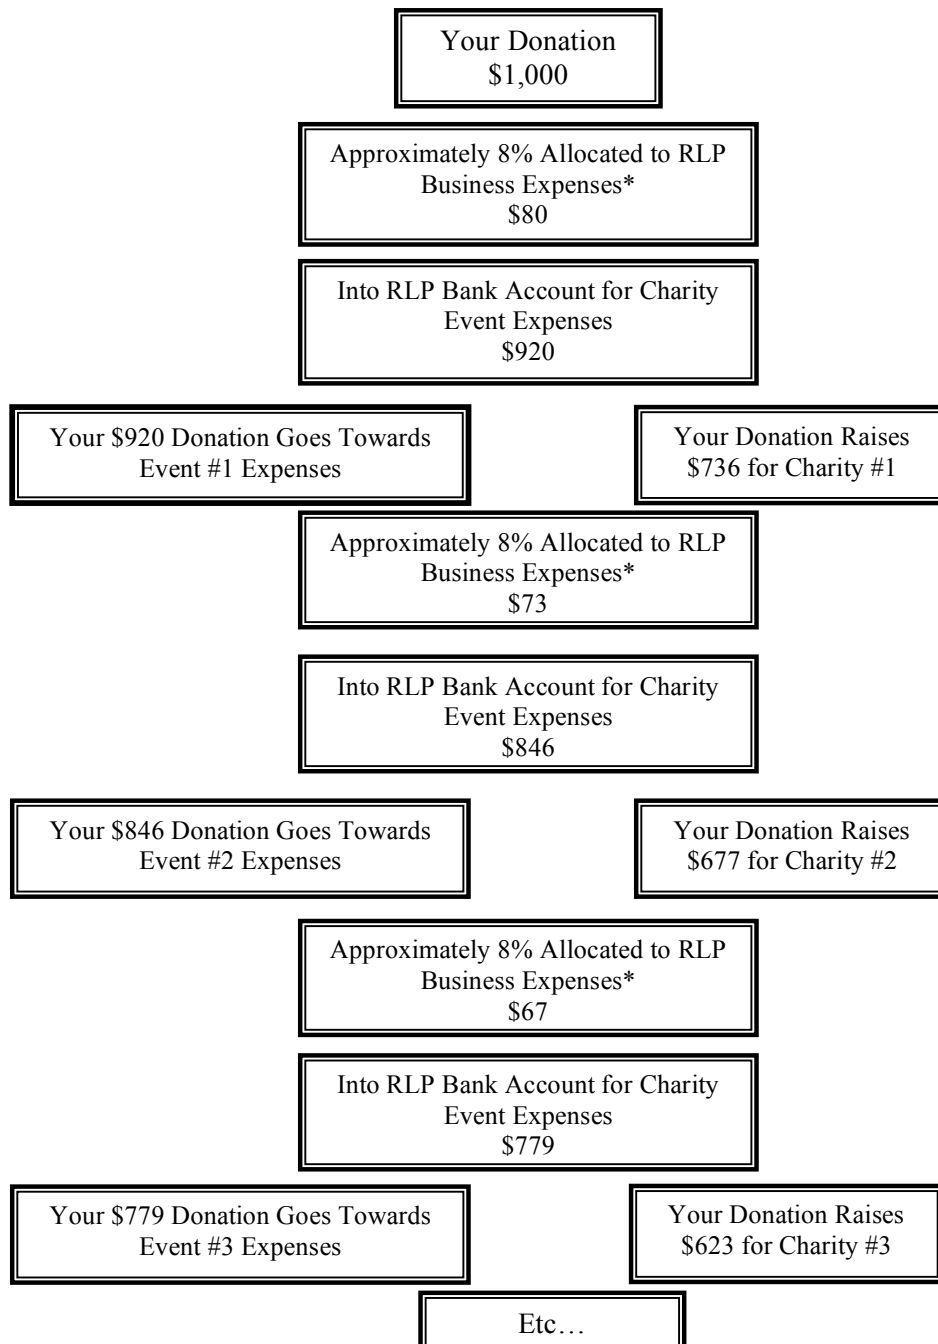 Your Donation
$1,000
Approximately 8% Allocated to RLP
Business Expenses*
$80
Into RLP Bank Account for Charity
Event Expenses
$920
Your $920 Donation Goes Towards
Event #1 Expenses
Your Donation Raises
$736 for Charity #1
Approximately 8% Allocated to RLP
Business Expenses*
$73
Into RLP Bank Account for Charity
Event Expenses
$846
Your $846 Donation Goes Towards
Event #2 Expenses
Your Donation Raises
$677 for Charity #2
Approximately 8% Allocated to RLP
Business Expenses*
$67
Into RLP Bank Account for Charity
Event Expenses
$779
Your $779 Donation Goes Towards
Event #3 Expenses
Your Donation Raises
$623 for Charity #3
Etc…